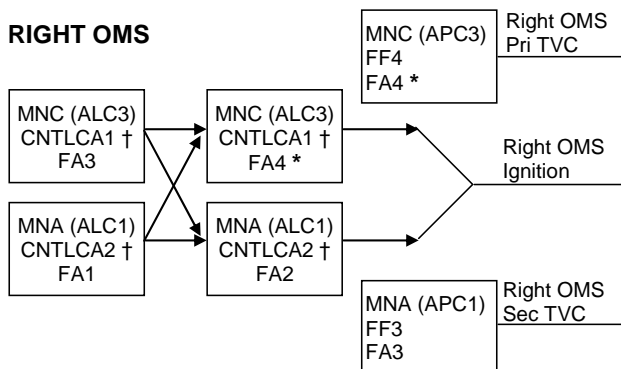 RIGHT OMS
MNC (APC3)
FF4
FA4 *
Right OMS
Pri TVC
MNC (ALC3)
CNTLCA1 †
FA3
MNC (ALC3)
CNTLCA1 †
FA4 *
Right OMS
Ignition
MNA (ALC1)
CNTLCA2 †
FA1
MNA (ALC1)
CNTLCA2 †
FA2
MNA (APC1)
FF3
FA3
Right OMS
Sec TVC